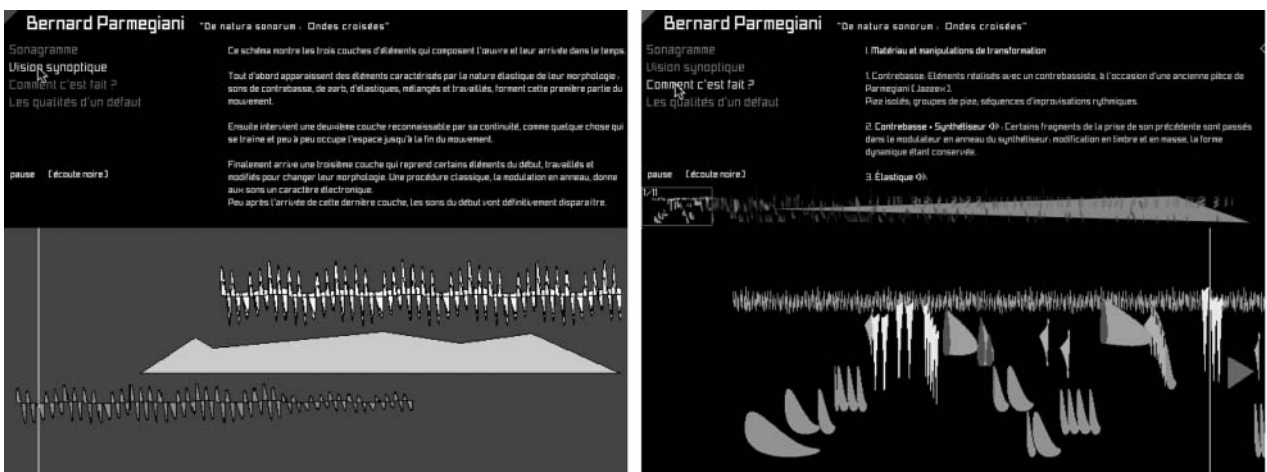 Bernard Parmegiani "De natura sonorum : Ondes croisées"
Sonagramme
Vision synoptique
Comment c'est fait ?
Les qualités d'un défaut
pause [écoute noire]
Ce schéma montre les trois couches d'éléments qui composent l'œuvre et leur arrivée dans le temps.
Tout d'abord apparaissent des éléments caractérisés par la nature élastique de leur morphologie :
sons de contrebasse, de zarb, d'élastiques, mélangés et travaillés, forment cette première partie du
mouvement.
Ensuite intervient une deuxième couche reconnaissable par sa continuité, comme quelque chose qui
se traine et peu à peu occupe l'espace jusqu'à la fin du mouvement.
Finalement arrive une troisième couche qui reprend certains éléments du début, travaillés et
modifiés pour changer leur morphologie. Une procédure classique, la modulation en anneau, donne
aux sons un caractère électronique.
Peu après l'arrivée de cette dernière couche, les sons du début vont définitivement disparaître.
Bernard Parmegiani "De natura sonorum : Ondes croisées"
Sonagramme
Vision synoptique
Comment c'est fait ?
Les qualités d'un défaut
pause [écoute noire]
I. Matériau et manipulations de transformation
1. Contrebasse: Eléments réalisés avec un contrebassiste, à l'occasion d'une ancienne pièce de
Parmegiani [Jazzex].
Pizz isolés; groupes de pizz; séquences d'improvisations rythmiques.
2. Contrebasse + Synthétiseur : Certains fragments de la prise de son précédente sont passés
dans le modulateur en anneau du synthétiseur: modification en timbre et en masse, la forme
dynamique étant conservée.
3. Élastique
1/11